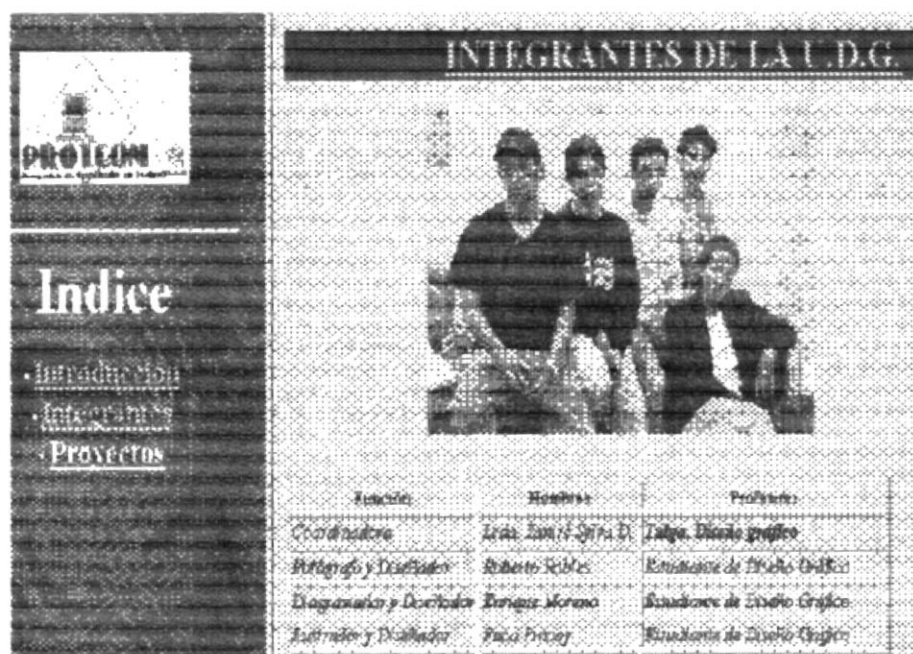 INTEGRANTES DE LA U.D.G.
PROTCOM
Indice
· Introducción
· Integrantes
· Proyectos
Función Nombres Profesión
Coordinadora Tnlga. Diseño gráfico
Fotógrafo y Diseñador Roberto Robles Estudiante de Diseño Gráfico
Diagramador y Diseñador Enrique Moreno Estudiante de Diseño Gráfico
Ilustrador y Diseñador Estudiante de Diseño Gráfico